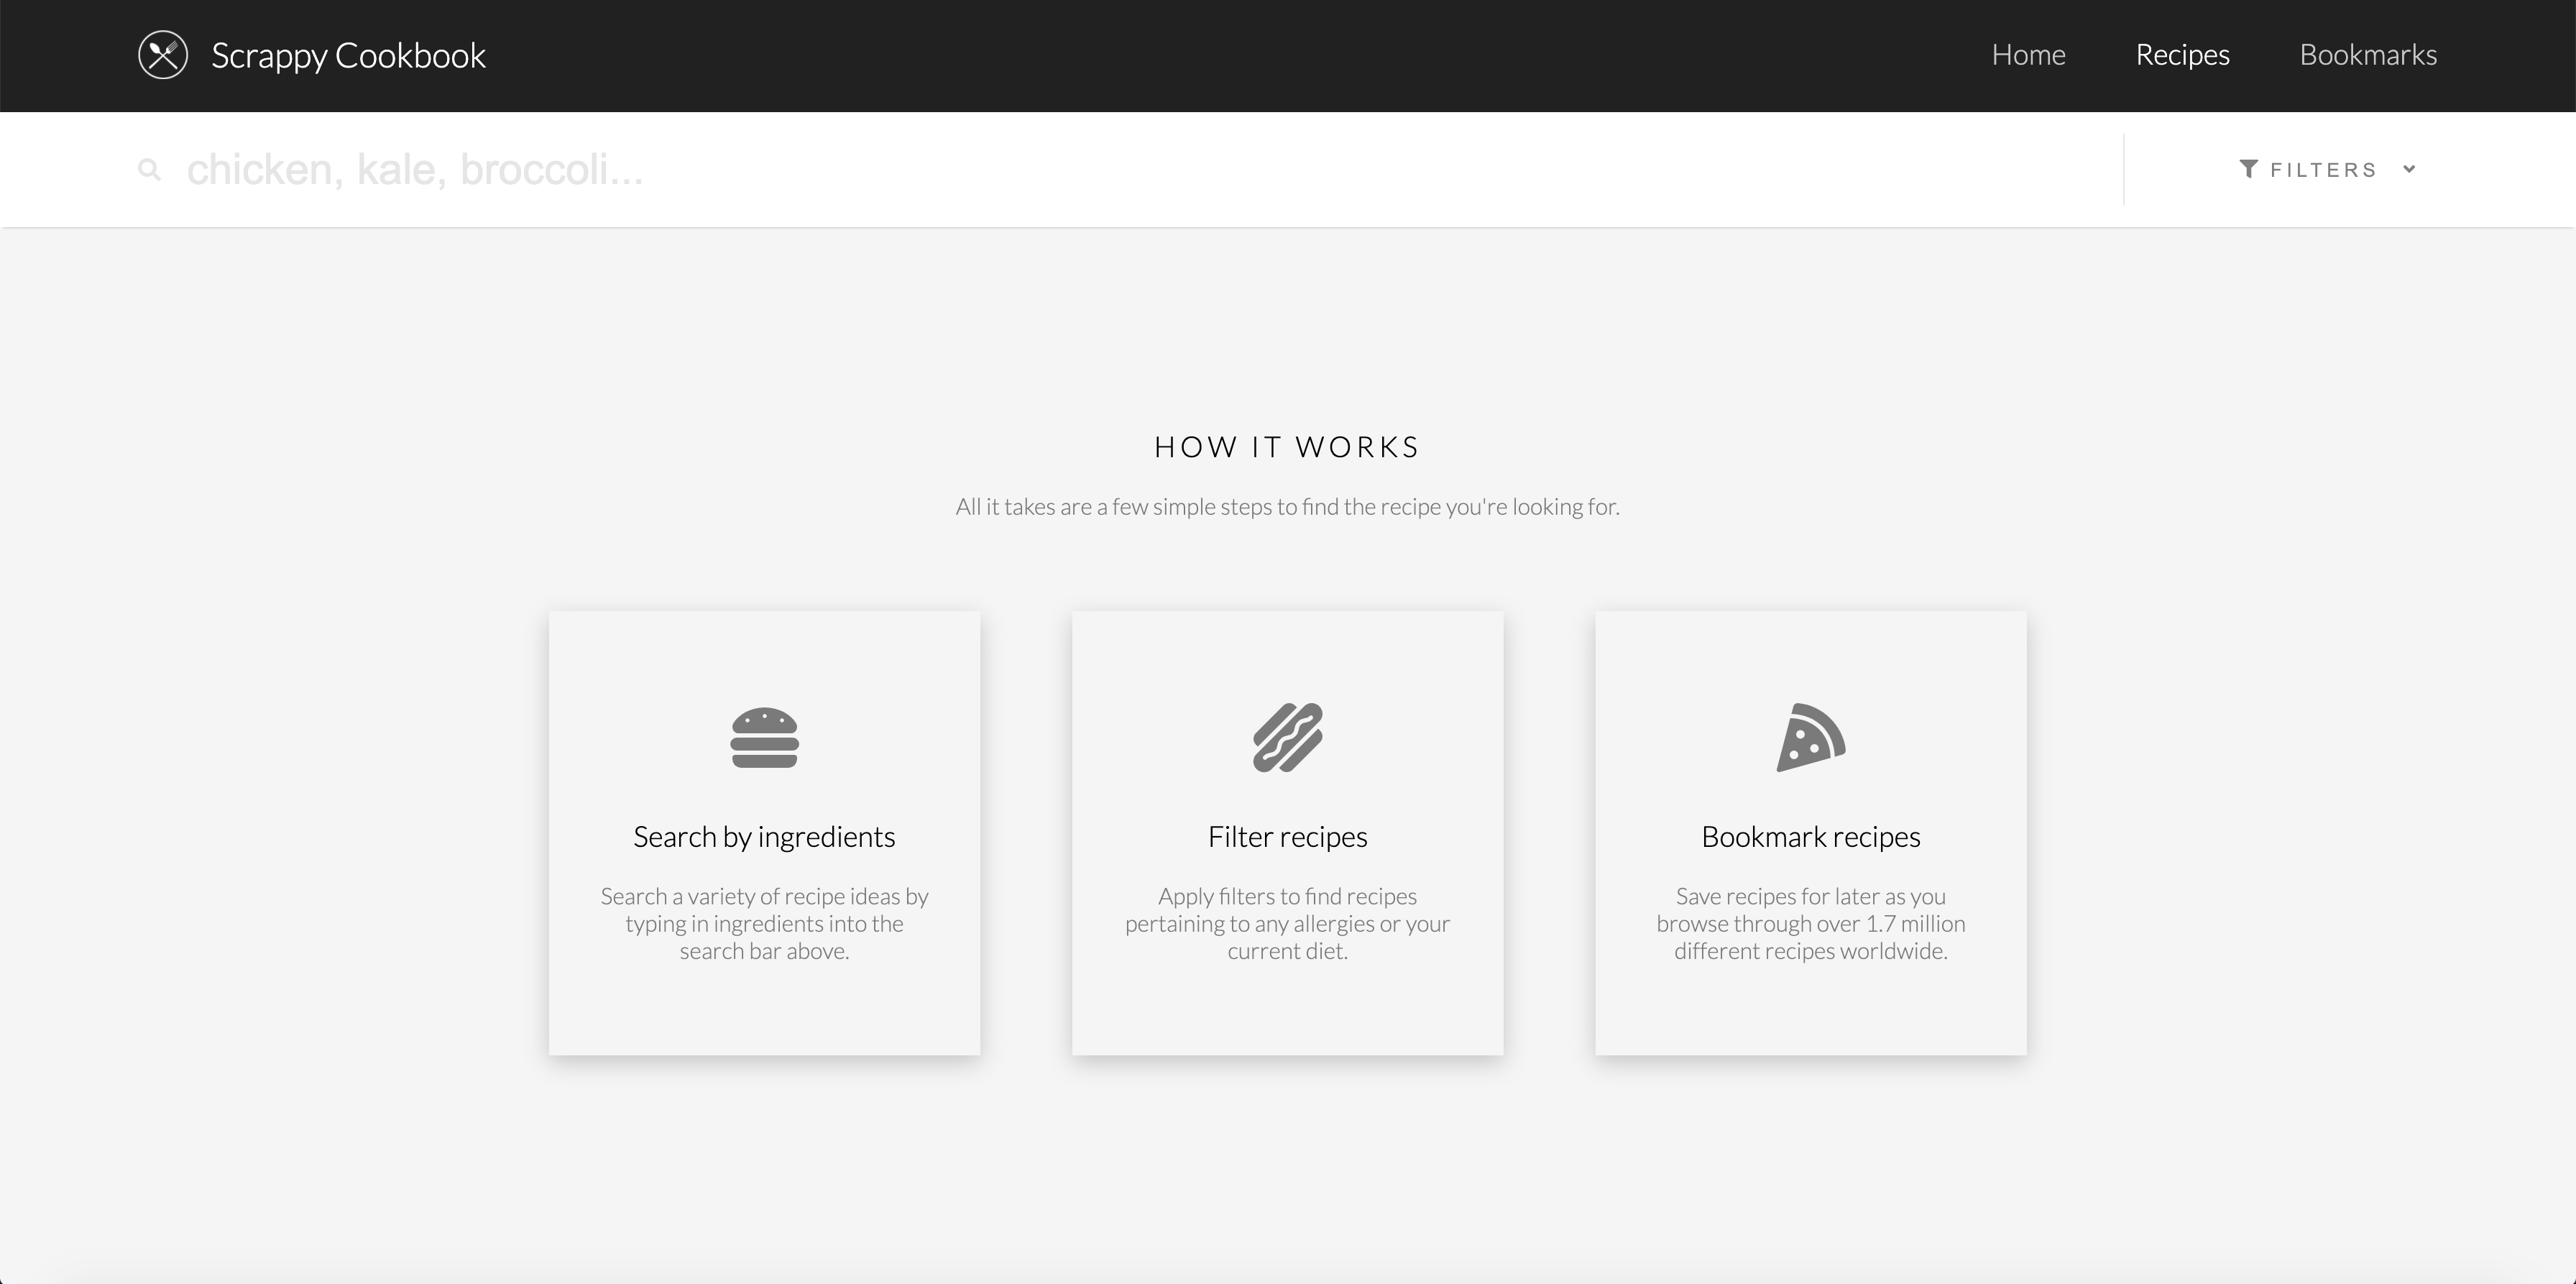 Scrappy Cookbook
Home Recipes Bookmarks
chicken, kale, broccoli...
FILTERS
HOW IT WORKS
All it takes are a few simple steps to find the recipe you're looking for.
Search by ingredients
Search a variety of recipe ideas by
typing in ingredients into the
search bar above.
Filter recipes
Apply filters to find recipes
pertaining to any allergies or your
current diet.
Bookmark recipes
Save recipes for later as you
browse through over 1.7 million
different recipes worldwide.